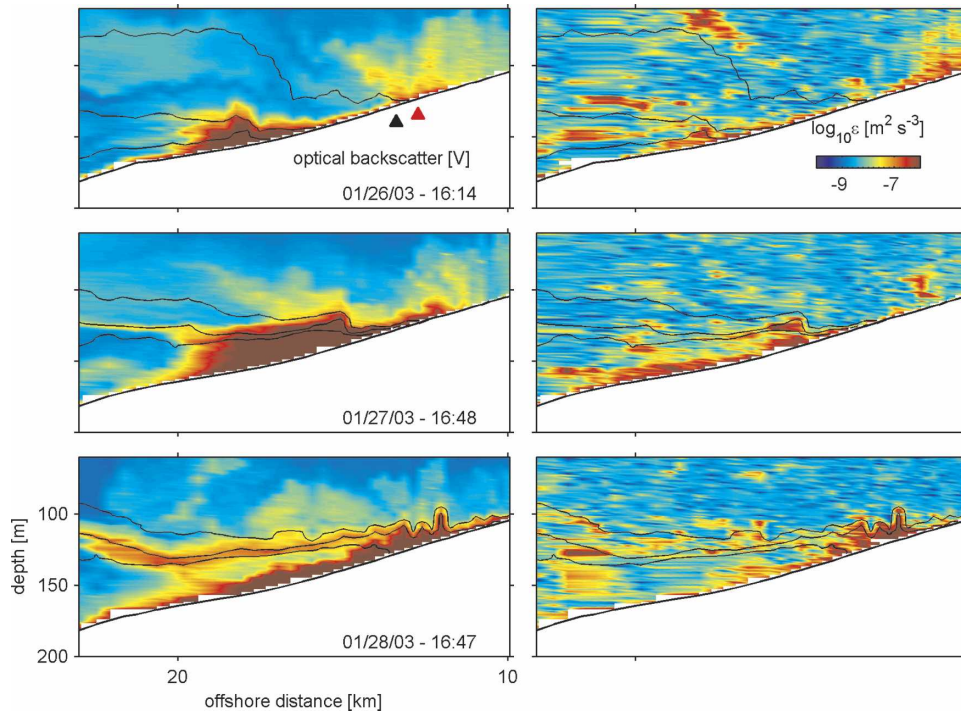 log₁₀ε [m² s⁻³]
-9 -7
optical backscatter [V]
01/26/03 - 16:14
01/27/03 - 16:48
100
150
200
depth [m]
01/28/03 - 16:47
20 10
offshore distance [km]